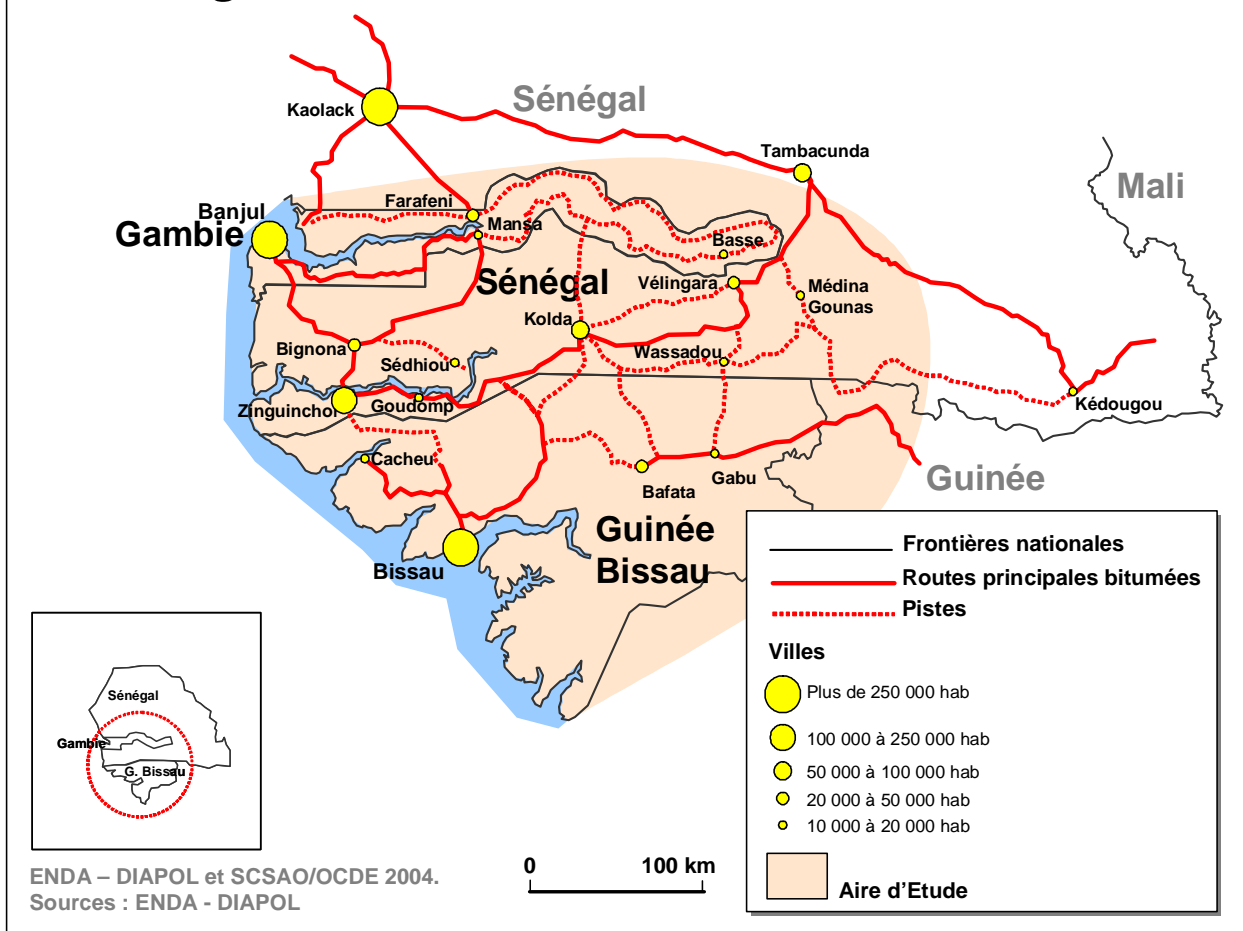 Kaolack
Sénégal
Tambacunda
Mali
Farafeni
Banjul
Mansa
Gambie
Basse
Sénégal
Vélingara
Médina
Gounas
Kolda
Bignona
Wassadou
Sédhiou
Zinguinchor
Goudomp
Kédougou
Cacheu
Gabu
Guinée
Bafata
Guinée
Bissau
Bissau
Frontières nationales
Routes principales bitumées
Pistes
Villes
Plus de 250 000 hab
100 000 à 250 000 hab
50 000 à 100 000 hab
20 000 à 50 000 hab
10 000 à 20 000 hab
Aire d'Etude
Sénégal
Gambie
G. Bissau
0 100 km
ENDA – DIAPOL et SCSAO/OCDE 2004.
Sources : ENDA - DIAPOL